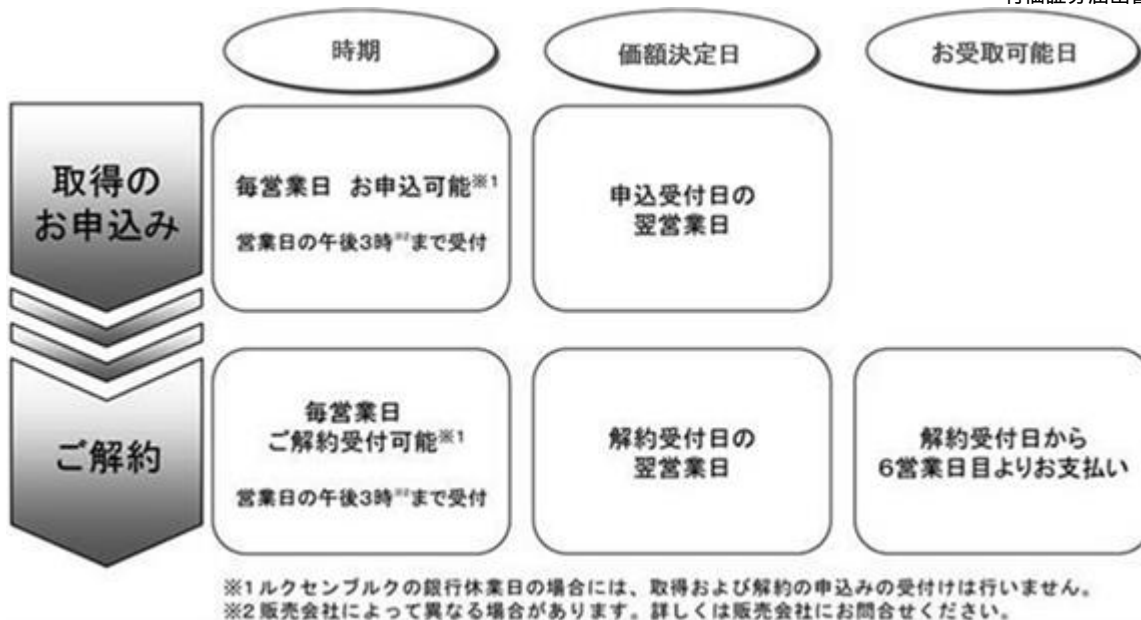 時期
価額決定日
お受取可能日
取得の
お申込み
毎営業日 お申込可能※1
営業日の午後3時※2まで受付
申込受付日の
翌営業日
ご解約
毎営業日
ご解約受付可能※1
営業日の午後3時※2まで受付
解約受付日の
翌営業日
解約受付日から
6営業日目よりお支払い
※1 ルクセンブルクの銀行休業日の場合には、取得および解約の申込みの受付けは行いません。
※2 販売会社によって異なる場合があります。詳しくは販売会社にお問合せください。